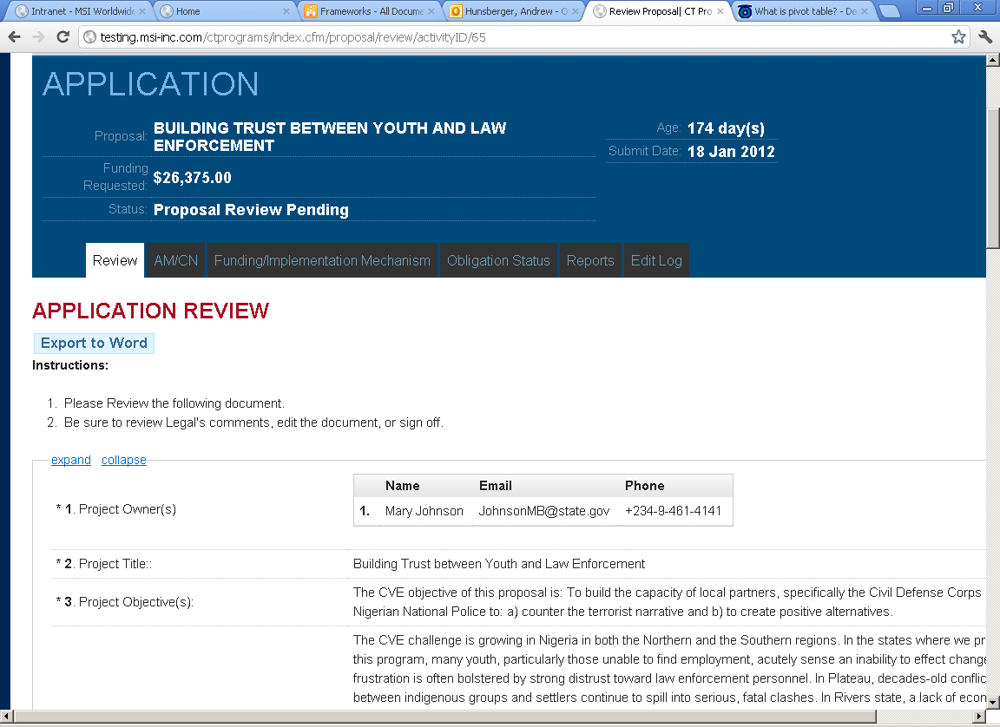 Intranet - MSI Worldwide
Home
Frameworks - All Docume
Hunsberger, Andrew - O
Review Proposal| CT Pro
What is pivot table? - De
testing.msi-inc.com/ctprograms/index.cfm/proposal/review/activityID/65
APPLICATION
Proposal: BUILDING TRUST BETWEEN YOUTH AND LAW
ENFORCEMENT
Age: 174 day(s)
Submit Date: 18 Jan 2012
Funding
Requested: $26,375.00
Status: Proposal Review Pending
Review AM/CN Funding/Implementation Mechanism Obligation Status Reports Edit Log
APPLICATION REVIEW
Export to Word
Instructions:
1. Please Review the following document.
2. Be sure to review Legal's comments, edit the document, or sign off.
expand collapse
Name Email Phone
* 1. Project Owner(s)
1. Mary Johnson JohnsonMB@state.gov +234-9-461-4141
* 2. Project Title:: Building Trust between Youth and Law Enforcement
* 3. Project Objective(s):
The CVE objective of this proposal is: To build the capacity of local partners, specifically the Civil Defense Corps
Nigerian National Police to: a) counter the terrorist narrative and b) to create positive alternatives.
The CVE challenge is growing in Nigeria in both the Northern and the Southern regions. In the states where we pr
this program, many youth, particularly those unable to find employment, acutely sense an inability to effect change
frustration is often bolstered by strong distrust toward law enforcement personnel. In Plateau, decades-old conflic
between indigenous groups and settlers continue to spill into serious, fatal clashes. In Rivers state, a lack of econ